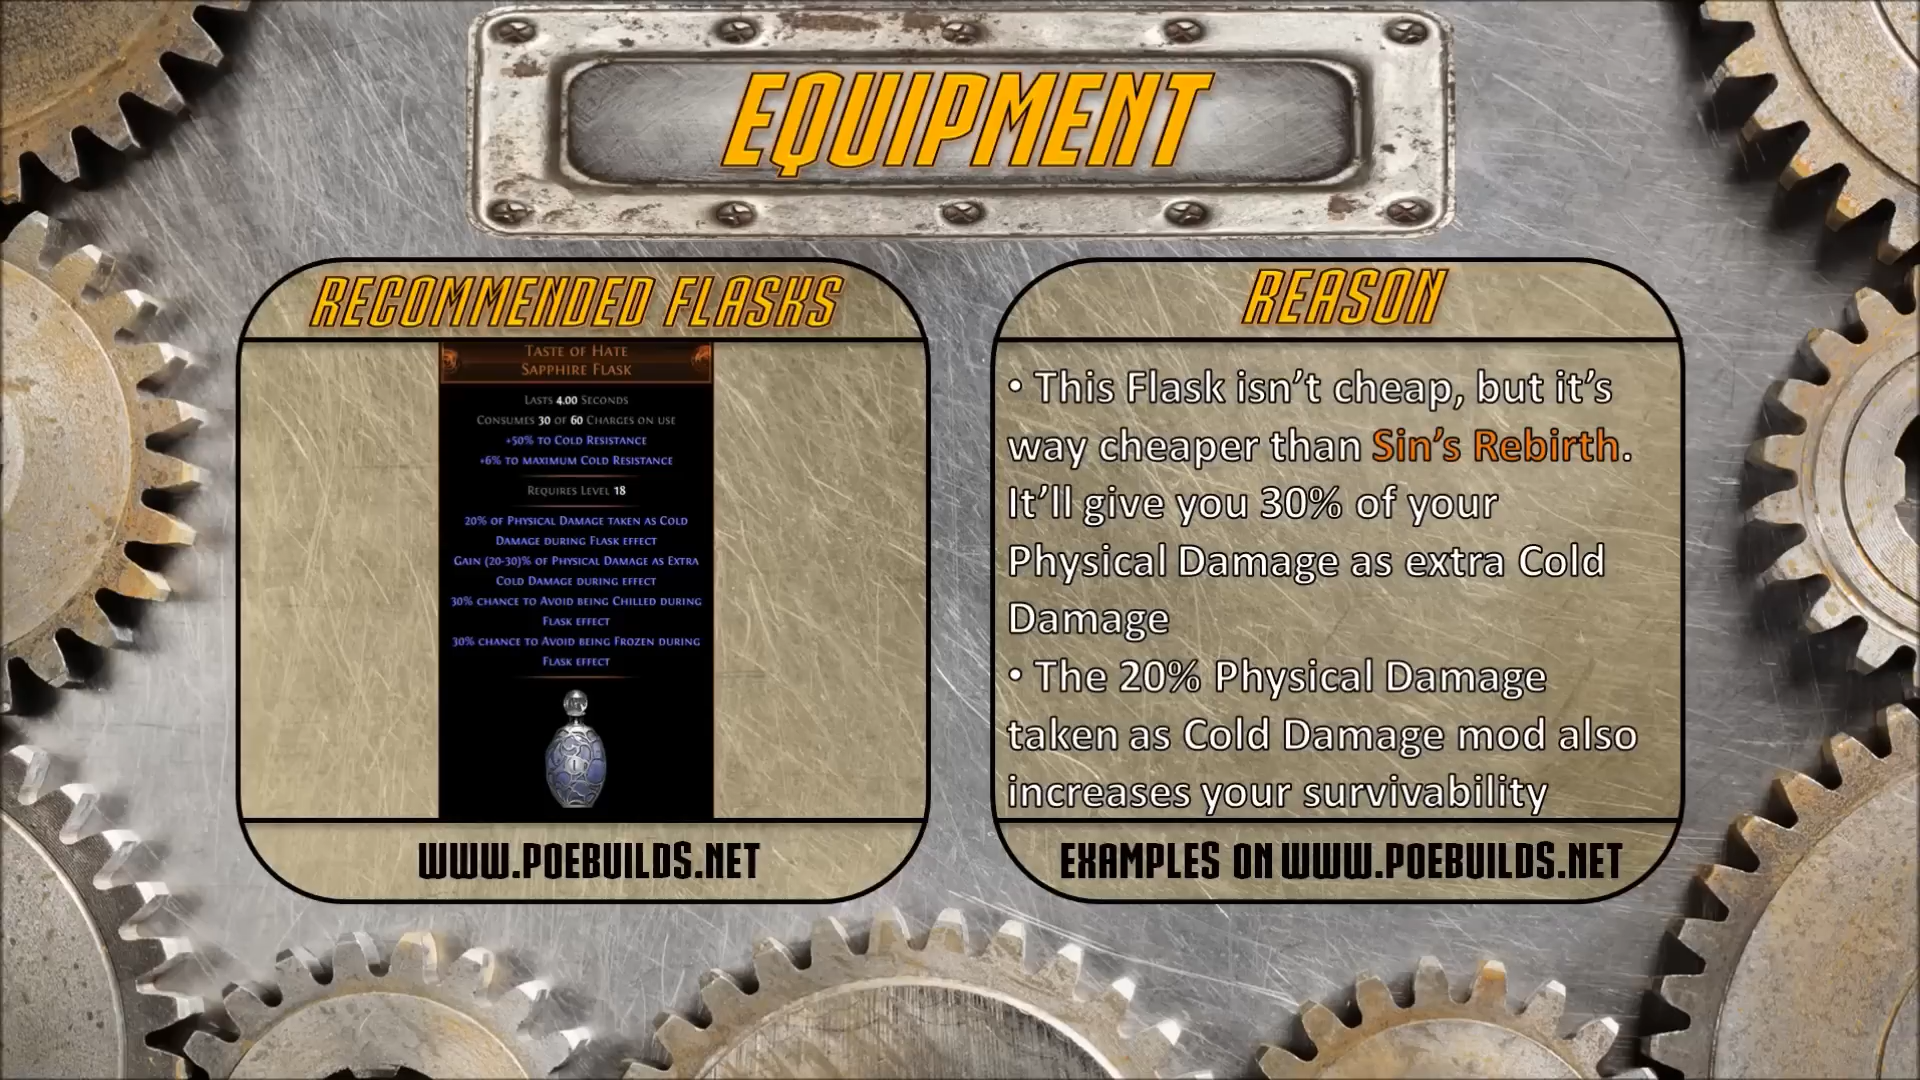 EQUIPMENT
RECOMMENDED FLASKS
TASTE OF HATE
SAPPHIRE FLASK
LASTS 4.00 SECONDS
CONSUMES 30 OF 60 CHARGES ON USE
+50% TO COLD RESISTANCE
+6% TO MAXIMUM COLD RESISTANCE
REQUIRES LEVEL 18
20% OF PHYSICAL DAMAGE TAKEN AS COLD
DAMAGE DURING FLASK EFFECT
GAIN (20-30)% OF PHYSICAL DAMAGE AS EXTRA
COLD DAMAGE DURING EFFECT
30% CHANCE TO AVOID BEING CHILLED DURING
FLASK EFFECT
30% CHANCE TO AVOID BEING FROZEN DURING
FLASK EFFECT
WWW.POEBUILDS.NET
REASON
• This Flask isn't cheap, but it's
way cheaper than Sin's Rebirth.
It'll give you 30% of your
Physical Damage as extra Cold
Damage
• The 20% Physical Damage
taken as Cold Damage mod also
increases your survivability
EXAMPLES ON WWW.POEBUILDS.NET